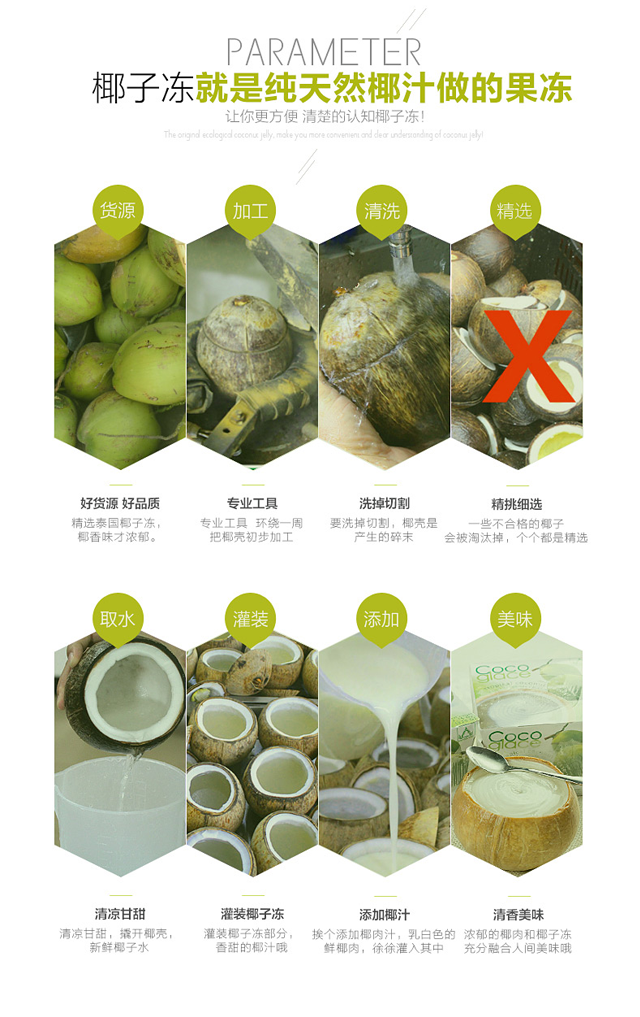 PARAMETER
椰子冻就是纯天然椰汁做的果冻
让你更方便 清楚的认知椰子冻!
The original ecological coconut jelly, make you more convenient and clear understanding of coconut jelly!
货源
加工
清洗
精选
X
好货源 好品质
精选泰国椰子冻，
椰香味才浓郁。
专业工具
专业工具 环绕一周
把椰壳初步加工
洗掉切割
要洗掉切割，椰壳是
产生的碎末
精挑细选
一些不合格的椰子
会被淘汰掉，个个都是精选
取水
灌装
添加
美味
Coco
glace
Coco
glace
清凉甘甜
清凉甘甜，撬开椰壳，
新鲜椰子水
灌装椰子冻
灌装椰子冻部分，
香甜的椰汁哦
添加椰汁
挨个添加椰肉汁，乳白色的
鲜椰肉，徐徐灌入其中
清香美味
浓郁的椰肉和椰子冻
充分融合人间美味哦